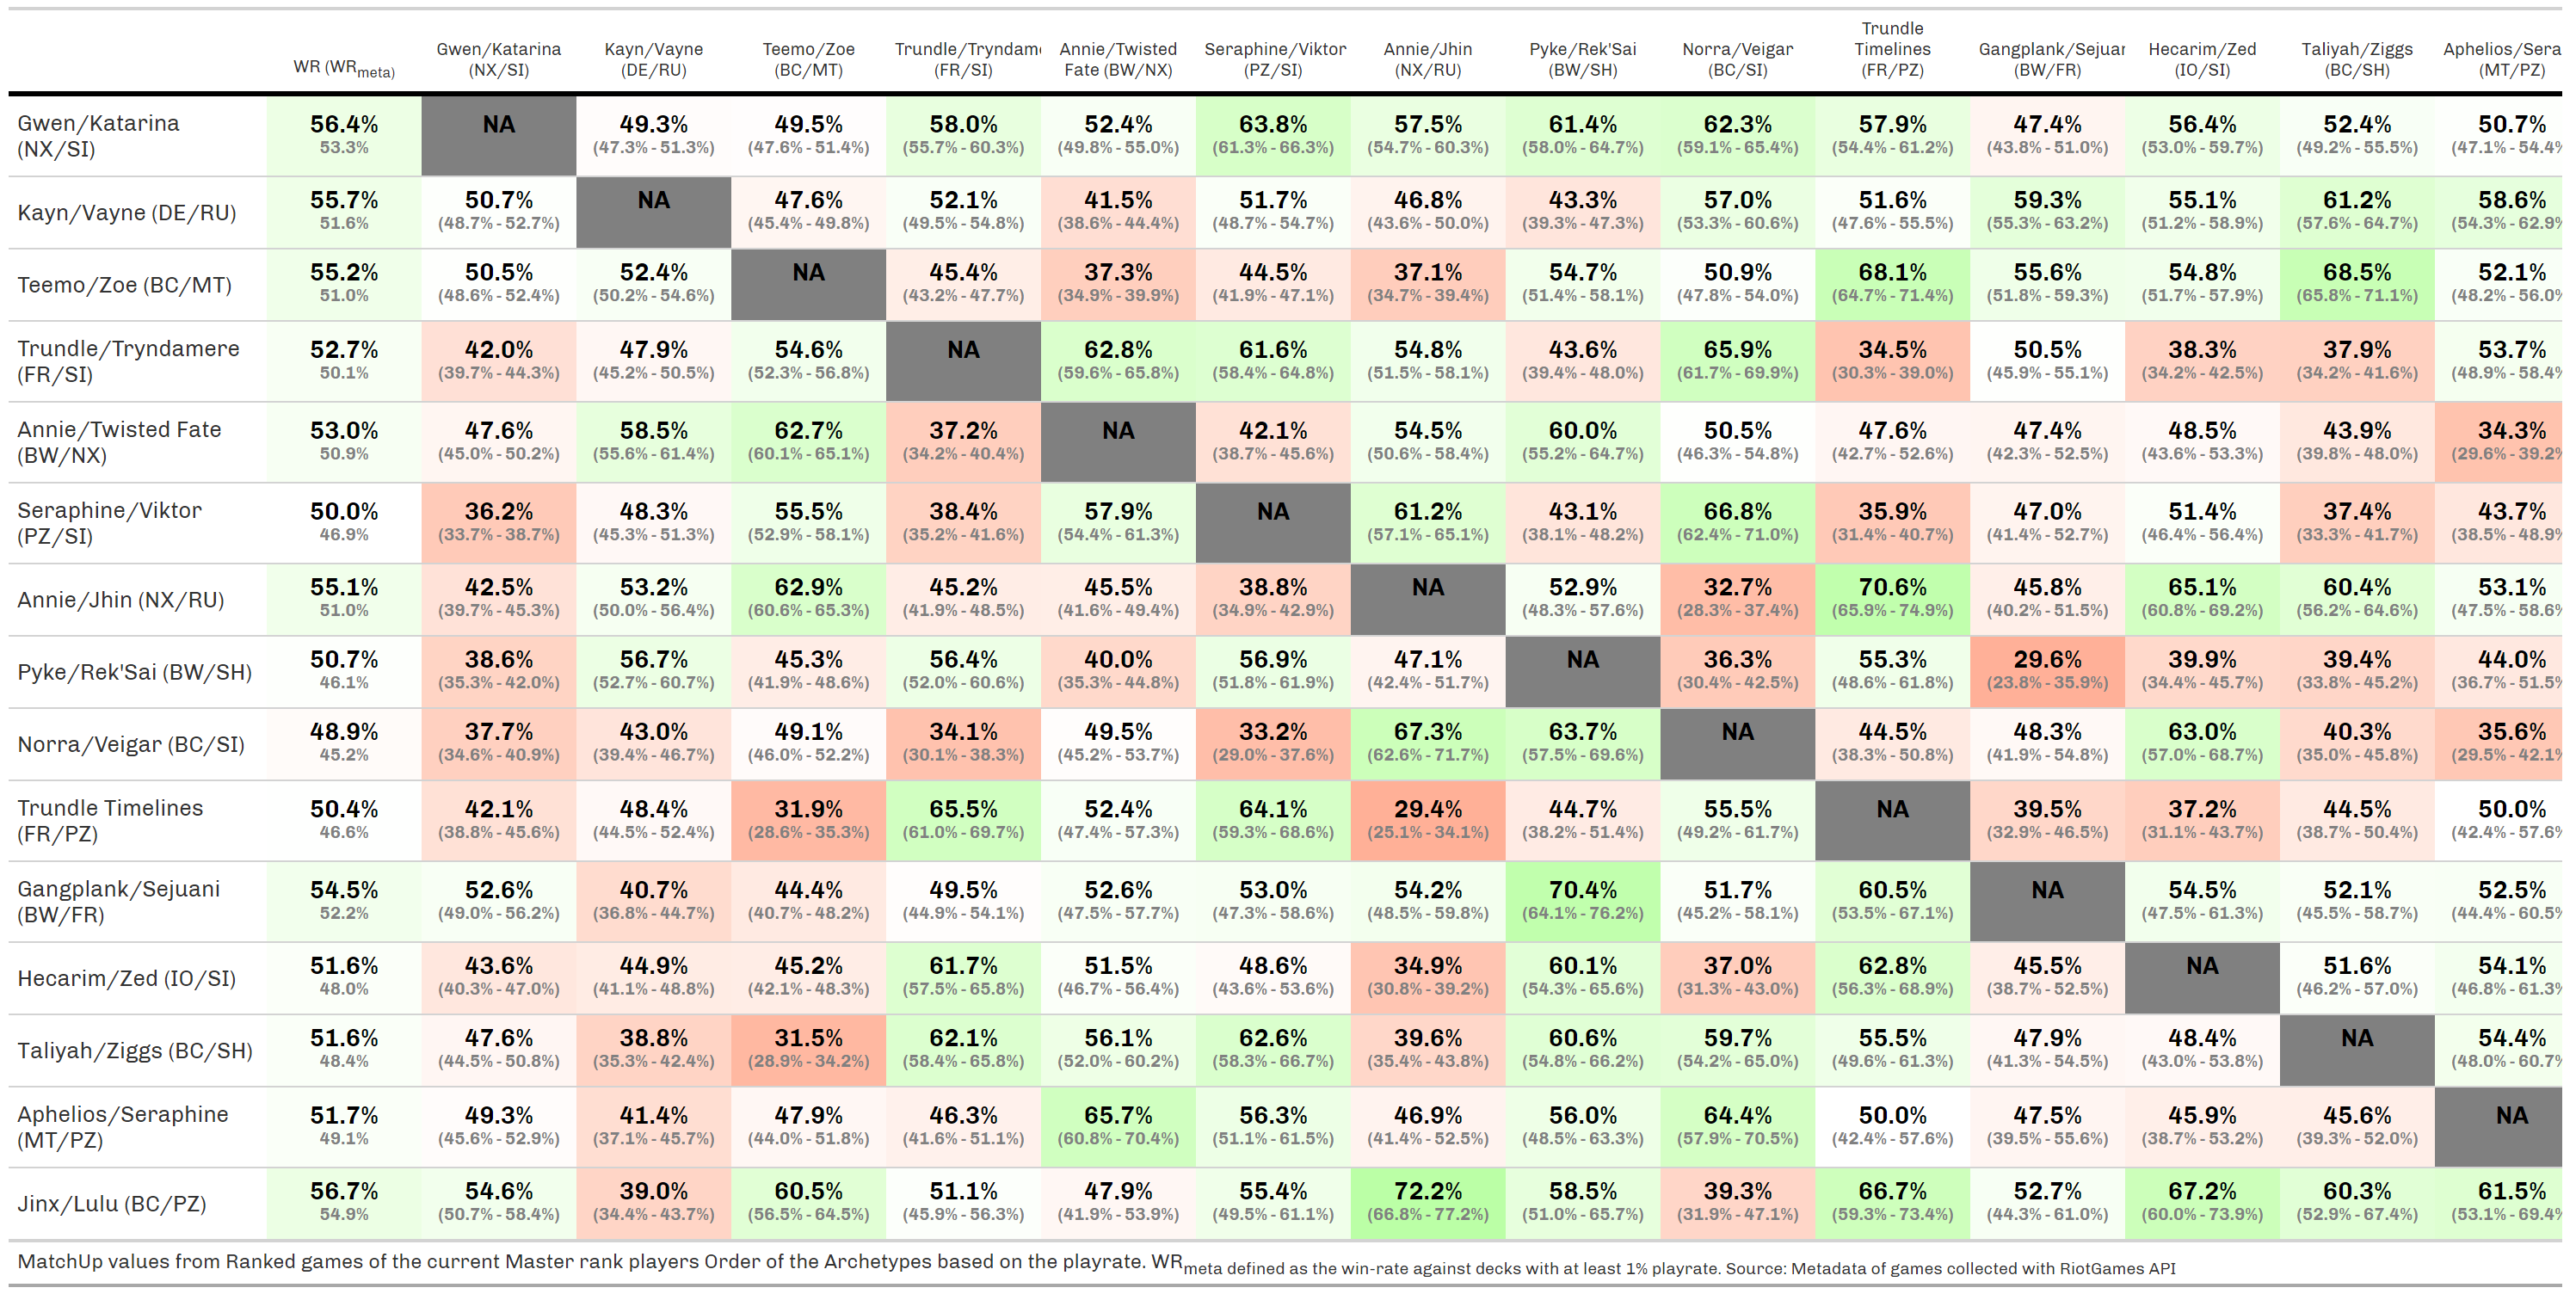 WR (WRmeta) Gwen/Katarina (NX/SI) Kayn/Vayne (DE/RU) Teemo/Zoe (BC/MT) Trundle/Tryndam (FR/SI) Annie/Twisted Fate (BW/NX) Seraphine/Viktor (PZ/SI) Annie/Jhin (NX/RU) Pyke/Rek'Sai (BW/SH) Norra/Veigar (BC/SI) Trundle Timelines (FR/PZ) Gangplank/Sejuar (BW/FR) Hecarim/Zed (IO/SI) Taliyah/Ziggs (BC/SH) Aphelios/Sera (MT/PZ)
Gwen/Katarina (NX/SI) 56.4% NA 49.3% 49.5% 58.0% 52.4% 63.8% 57.5% 61.4% 62.3% 57.9% 47.4% 56.4% 52.4% 50.7%
53.3% (47.3% - 51.3%) (47.6% - 51.4%) (55.7% - 60.3%) (49.8% - 55.0%) (61.3% - 66.3%) (54.7% - 60.3%) (58.0% - 64.7%) (59.1% - 65.4%) (54.4% - 61.2%) (43.8% - 51.0%) (53.0% - 59.7%) (49.2% - 55.5%) (47.1% - 54.4%
Kayn/Vayne (DE/RU) 55.7% 50.7% NA 47.6% 52.1% 41.5% 51.7% 46.8% 43.3% 57.0% 51.6% 59.3% 55.1% 61.2% 58.6%
51.6% (48.7% - 52.7%) (45.4% - 49.8%) (49.5% - 54.8%) (38.6% - 44.4%) (48.7% - 54.7%) (43.6% - 50.0%) (39.3% - 47.3%) (53.3% - 60.6%) (47.6% - 55.5%) (55.3% - 63.2%) (51.2% - 58.9%) (57.6% - 64.7%) (54.3% - 62.9%
Teemo/Zoe (BC/MT) 55.2% 50.5% 52.4% NA 45.4% 37.3% 44.5% 37.1% 54.7% 50.9% 68.1% 55.6% 54.8% 68.5% 52.1%
51.0% (48.6% - 52.4%) (50.2% - 54.6%) (43.2% - 47.7%) (34.9% - 39.9%) (41.9% - 47.1%) (34.7% - 39.4%) (51.4% - 58.1%) (47.8% - 54.0%) (64.7% - 71.4%) (51.8% - 59.3%) (51.7% - 57.9%) (65.8% - 71.1%) (48.2% - 56.0%
Trundle/Tryndamere (FR/SI) 52.7% 42.0% 47.9% 54.6% NA 62.8% 61.6% 54.8% 43.6% 65.9% 34.5% 50.5% 38.3% 37.9% 53.7%
50.1% (39.7% - 44.3%) (45.2% - 50.5%) (52.3% - 56.8%) (59.6% - 65.8%) (58.4% - 64.8%) (51.5% - 58.1%) (39.4% - 48.0%) (61.7% - 69.9%) (30.3% - 39.0%) (45.9% - 55.1%) (34.2% - 42.5%) (34.2% - 41.6%) (48.9% - 58.4%
Annie/Twisted Fate (BW/NX) 53.0% 47.6% 58.5% 62.7% 37.2% NA 42.1% 54.5% 60.0% 50.5% 47.6% 47.4% 48.5% 43.9% 34.3%
50.9% (45.0% - 50.2%) (55.6% - 61.4%) (60.1% - 65.1%) (34.2% - 40.4%) (38.7% - 45.6%) (50.6% - 58.4%) (55.2% - 64.7%) (46.3% - 54.8%) (42.7% - 52.6%) (42.3% - 52.5%) (43.6% - 53.3%) (39.8% - 48.0%) (29.6% - 39.2%
Seraphine/Viktor (PZ/SI) 50.0% 36.2% 48.3% 55.5% 38.4% 57.9% NA 61.2% 43.1% 66.8% 35.9% 47.0% 51.4% 37.4% 43.7%
46.9% (33.7% - 38.7%) (45.3% - 51.3%) (52.9% - 58.1%) (35.2% - 41.6%) (54.4% - 61.3%) (57.1% - 65.1%) (38.1% - 48.2%) (62.4% - 71.0%) (31.4% - 40.7%) (41.4% - 52.7%) (46.4% - 56.4%) (33.3% - 41.7%) (38.5% - 48.9%
Annie/Jhin (NX/RU) 55.1% 42.5% 53.2% 62.9% 45.2% 45.5% 38.8% NA 52.9% 32.7% 70.6% 45.8% 65.1% 60.4% 53.1%
51.0% (39.7% - 45.3%) (50.0% - 56.4%) (60.6% - 65.3%) (41.9% - 48.5%) (41.6% - 49.4%) (34.9% - 42.9%) (48.3% - 57.6%) (28.3% - 37.4%) (65.9% - 74.9%) (40.2% - 51.5%) (60.8% - 69.2%) (56.2% - 64.6%) (47.5% - 58.6%
Pyke/Rek'Sai (BW/SH) 50.7% 38.6% 56.7% 45.3% 56.4% 40.0% 56.9% 47.1% NA 36.3% 55.3% 29.6% 39.9% 39.4% 44.0%
46.1% (35.3% - 42.0%) (52.7% - 60.7%) (41.9% - 48.6%) (52.0% - 60.6%) (35.3% - 44.8%) (51.8% - 61.9%) (42.4% - 51.7%) (30.4% - 42.5%) (48.6% - 61.8%) (23.8% - 35.9%) (34.4% - 45.7%) (33.8% - 45.2%) (36.7% - 51.5%
Norra/Veigar (BC/SI) 48.9% 37.7% 43.0% 49.1% 34.1% 49.5% 33.2% 67.3% 63.7% NA 44.5% 48.3% 63.0% 40.3% 35.6%
45.2% (34.6% - 40.9%) (39.4% - 46.7%) (46.0% - 52.2%) (30.1% - 38.3%) (45.2% - 53.7%) (29.0% - 37.6%) (62.6% - 71.7%) (57.5% - 69.6%) (38.3% - 50.8%) (41.9% - 54.8%) (57.0% - 68.7%) (35.0% - 45.8%) (29.5% - 42.1%
Trundle Timelines (FR/PZ) 50.4% 42.1% 48.4% 31.9% 65.5% 52.4% 64.1% 29.4% 44.7% 55.5% NA 39.5% 37.2% 44.5% 50.0%
46.6% (38.8% - 45.6%) (44.5% - 52.4%) (28.6% - 35.3%) (61.0% - 69.7%) (47.4% - 57.3%) (59.3% - 68.6%) (25.1% - 34.1%) (38.2% - 51.4%) (49.2% - 61.7%) (32.9% - 46.5%) (31.1% - 43.7%) (38.7% - 50.4%) (42.4% - 57.6%
Gangplank/Sejuani (BW/FR) 54.5% 52.6% 40.7% 44.4% 49.5% 52.6% 53.0% 54.2% 70.4% 51.7% 60.5% NA 54.5% 52.1% 52.5%
52.2% (49.0% - 56.2%) (36.8% - 44.7%) (40.7% - 48.2%) (44.9% - 54.1%) (47.5% - 57.7%) (47.3% - 58.6%) (48.5% - 59.8%) (64.1% - 76.2%) (45.2% - 58.1%) (53.5% - 67.1%) (47.5% - 61.3%) (45.5% - 58.7%) (44.4% - 60.5%
Hecarim/Zed (IO/SI) 51.6% 43.6% 44.9% 45.2% 61.7% 51.5% 48.6% 34.9% 60.1% 37.0% 62.8% 45.5% NA 51.6% 54.1%
48.0% (40.3% - 47.0%) (41.1% - 48.8%) (42.1% - 48.3%) (57.5% - 65.8%) (46.7% - 56.4%) (43.6% - 53.6%) (30.8% - 39.2%) (54.3% - 65.6%) (31.3% - 43.0%) (56.3% - 68.9%) (38.7% - 52.5%) (46.2% - 57.0%) (46.8% - 61.3%
Taliyah/Ziggs (BC/SH) 51.6% 47.6% 38.8% 31.5% 62.1% 56.1% 62.6% 39.6% 60.6% 59.7% 55.5% 47.9% 48.4% NA 54.4%
48.4% (44.5% - 50.8%) (35.3% - 42.4%) (28.9% - 34.2%) (58.4% - 65.8%) (52.0% - 60.2%) (58.3% - 66.7%) (35.4% - 43.8%) (54.8% - 66.2%) (54.2% - 65.0%) (49.6% - 61.3%) (41.3% - 54.5%) (43.0% - 53.8%) (48.0% - 60.7%
Aphelios/Seraphine (MT/PZ) 51.7% 49.3% 41.4% 47.9% 46.3% 65.7% 56.3% 46.9% 56.0% 64.4% 50.0% 47.5% 45.9% 45.6% NA
49.1% (45.6% - 52.9%) (37.1% - 45.7%) (44.0% - 51.8%) (41.6% - 51.1%) (60.8% - 70.4%) (51.1% - 61.5%) (41.4% - 52.5%) (48.5% - 63.3%) (57.9% - 70.5%) (42.4% - 57.6%) (39.5% - 55.6%) (38.7% - 53.2%) (39.3% - 52.0%)
Jinx/Lulu (BC/PZ) 56.7% 54.6% 39.0% 60.5% 51.1% 47.9% 55.4% 72.2% 58.5% 39.3% 66.7% 52.7% 67.2% 60.3% 61.5%
54.9% (50.7% - 58.4%) (34.4% - 43.7%) (56.5% - 64.5%) (45.9% - 56.3%) (41.9% - 53.9%) (49.5% - 61.1%) (66.8% - 77.2%) (51.0% - 65.7%) (31.9% - 47.1%) (59.3% - 73.4%) (44.3% - 61.0%) (60.0% - 73.9%) (52.9% - 67.4%) (53.1% - 69.4%
MatchUp values from Ranked games of the current Master rank players Order of the Archetypes based on the playrate. WRmeta defined as the win-rate against decks with at least 1% playrate. Source: Metadata of games collected with RiotGames API